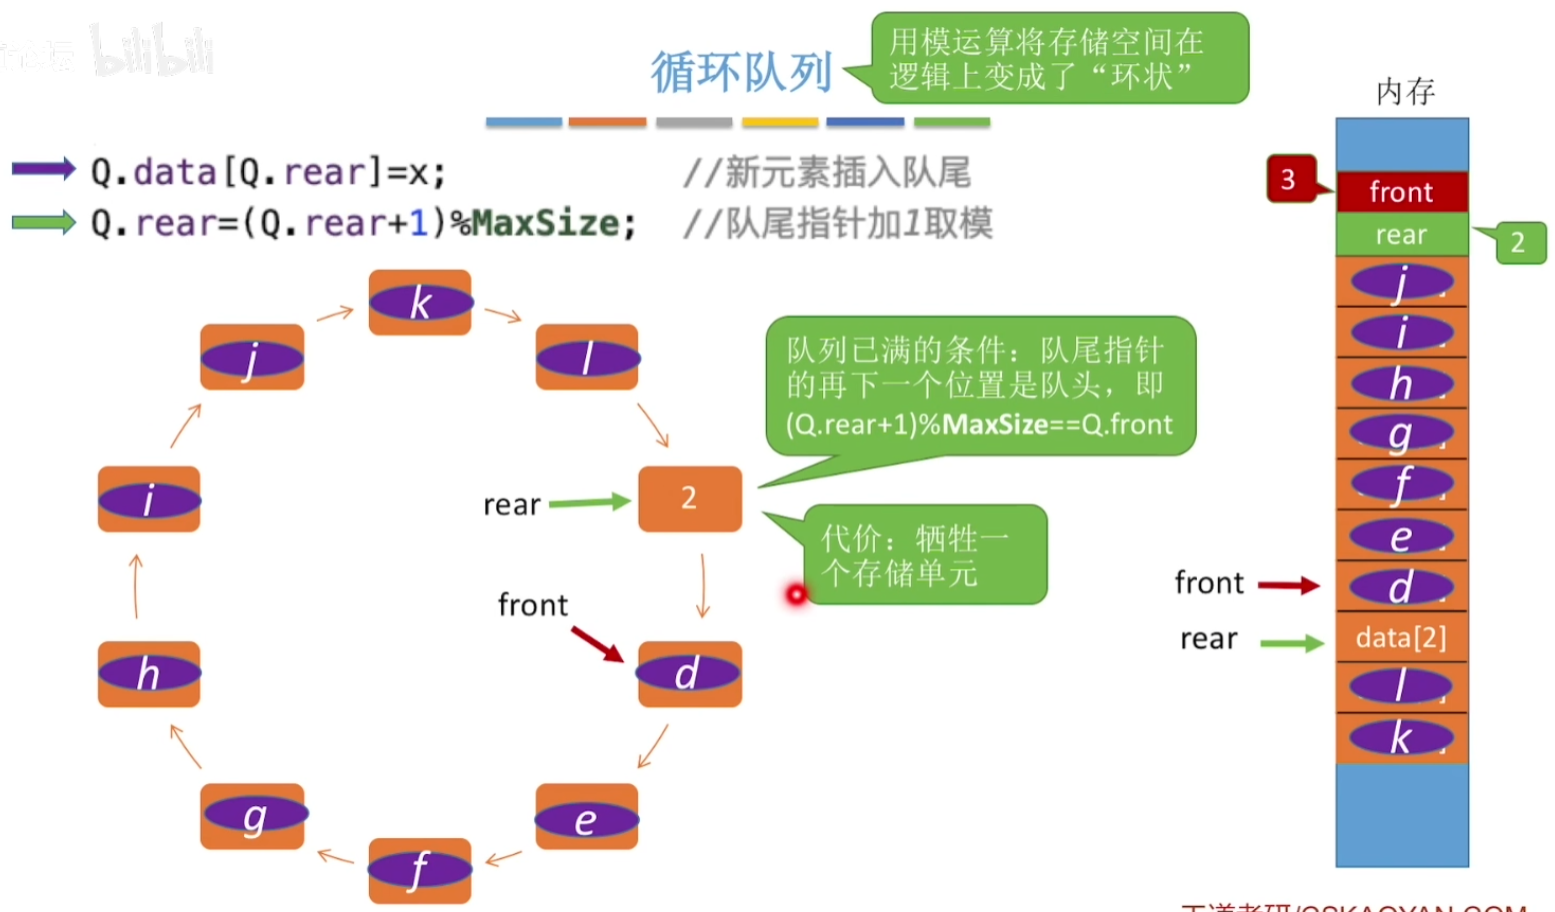 bilibili
循环队列
用模运算将存储空间在
逻辑上变成了“环状”
内存
Q.data[Q.rear]=x; //新元素插入队尾
Q.rear=(Q.rear+1)%MaxSize; //队尾指针加1取模
3
front
rear
2
k
j
l
i
rear
2
front
h
d
g
e
f
队列已满的条件：队尾指针
的再下一个位置是队头，即
(Q.rear+1)%MaxSize==Q.front
代价：牺牲一
个存储单元
j
i
h
g
f
e
front
d
rear
data[2]
l
k